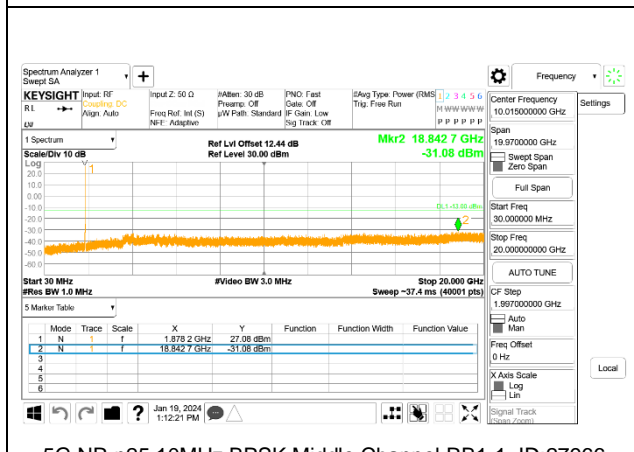 Spectrum Analyzer 1
Swept SA
+
Frequency
Settings
KEYSIGHT
Input: RF
Coupling: DC
Align: Auto
Input Z: 50 Ω
Freq Ref: Int (S)
NFE: Adaptive
#Atten: 30 dB
Preamp: Off
µW Path: Standard
PNO: Fast
Gate: Off
IF Gain: Low
Sig Track: Off
#Avg Type: Power (RMS
Trig: Free Run
1 2 3 4 5 6
M W W W W W
P P P P P P
1 Spectrum
Scale/Div 10 dB
Ref Lvl Offset 12.44 dB
Ref Level 30.00 dBm
Mkr2 18.842 7 GHz
-31.08 dBm
Log
20.0
10.0
0.00
-10.0
-20.0
-30.0
-40.0
-50.0
-60.0
1
2
DL1 -13.00 dBm
Start 30 MHz
#Res BW 1.0 MHz
#Video BW 3.0 MHz
Stop 20.000 GHz
Sweep ~37.4 ms (40001 pts)
5 Marker Table
Mode Trace Scale X Y Function Function Width Function Value
1 N 1 f 1.878 2 GHz 27.08 dBm
2 N 1 f 18.842 7 GHz -31.08 dBm
3
4
5
6
Jan 19, 2024
1:12:21 PM
?
Center Frequency
10.015000000 GHz
Span
19.9700000 GHz
Swept Span
Zero Span
Full Span
Start Freq
30.000000 MHz
Stop Freq
20.000000000 GHz
AUTO TUNE
CF Step
1.997000000 GHz
Auto
Man
Freq Offset
0 Hz
X Axis Scale
Log
Lin
Signal Track
(Span Zoom)
Local